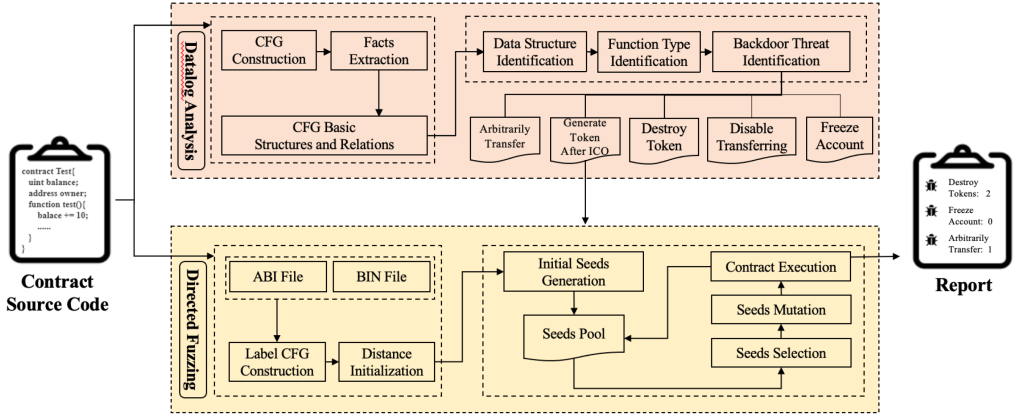 contract Test{
uint balance;
address owner;
function test(){
balace += 10;
......
}
}
Contract
Source Code
Datalog Analysis
CFG
Construction
Facts
Extraction
CFG Basic
Structures and Relations
Data Structure
Identification
Function Type
Identification
Backdoor Threat
Identification
Arbitrarily
Transfer
Generate
Token
After ICO
Destroy
Token
Disable
Transferring
Freeze
Account
Directed Fuzzing
ABI File
BIN File
Label CFG
Construction
Distance
Initialization
Initial Seeds
Generation
Seeds Pool
Contract Execution
Seeds Mutation
Seeds Selection
Destroy
Tokens: 2
Freeze
Account: 0
Arbitrarily
Transfer: 1
Report